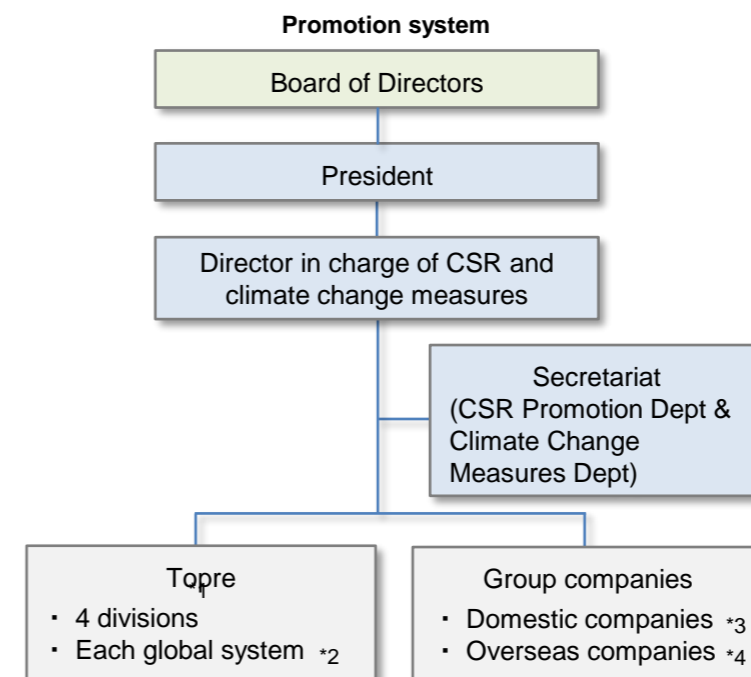 Promotion system
Board of Directors
President
Director in charge of CSR and
climate change measures
Secretariat
(CSR Promotion Dept &
Climate Change
Measures Dept)
Topre
*1
・ 4 divisions
・ Each global system *2
Group companies
・ Domestic companies *3
・ Overseas companies *4